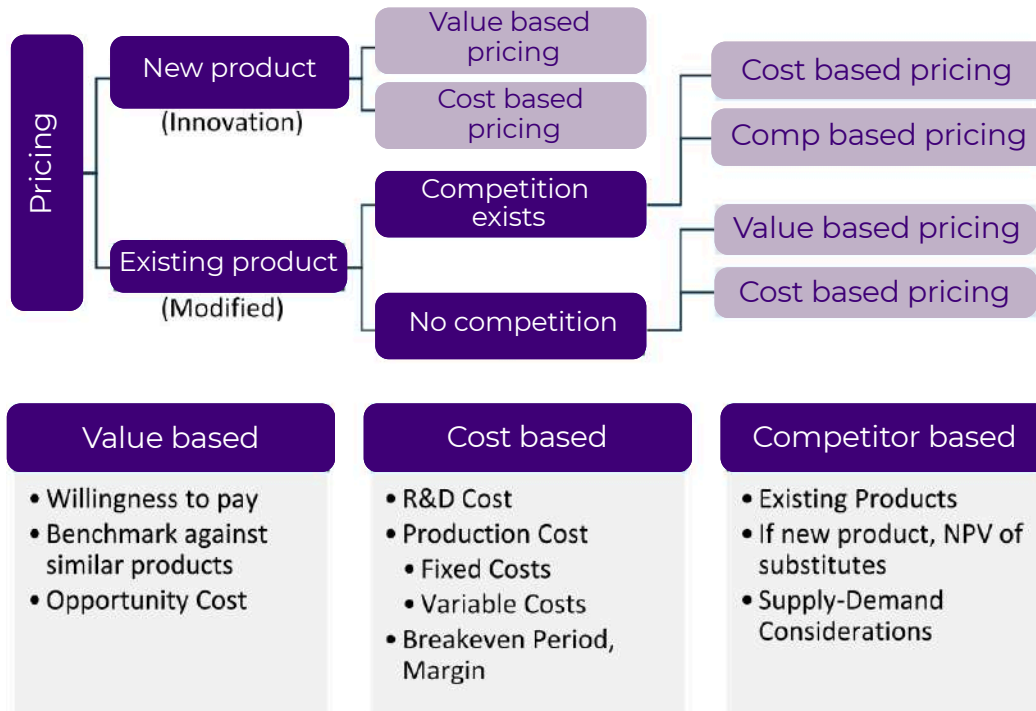 Pricing
New product
(Innovation)
Value based
pricing
Cost based
pricing
Existing product
(Modified)
Competition
exists
Cost based pricing
Comp based pricing
No competition
Value based pricing
Cost based pricing
Value based
• Willingness to pay
• Benchmark against
similar products
• Opportunity Cost
Cost based
• R&D Cost
• Production Cost
• Fixed Costs
• Variable Costs
• Breakeven Period,
Margin
Competitor based
• Existing Products
• If new product, NPV of
substitutes
• Supply-Demand
Considerations